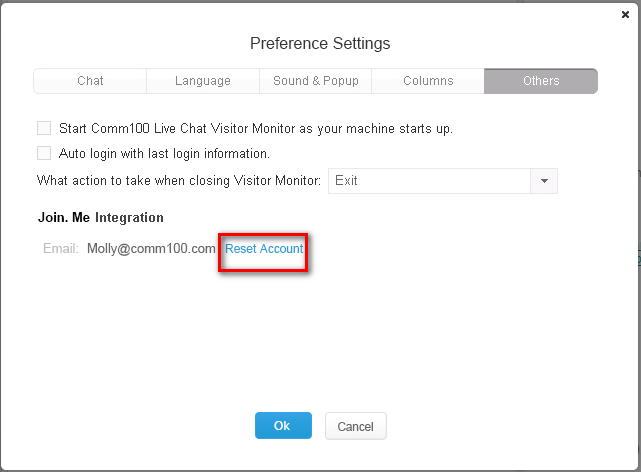 Preference Settings
Chat Language Sound & Popup Columns Others
Start Comm100 Live Chat Visitor Monitor as your machine starts up.
Auto login with last login information.
What action to take when closing Visitor Monitor: Exit
Join. Me Integration
Email: Molly@comm100.com Reset Account
Ok Cancel